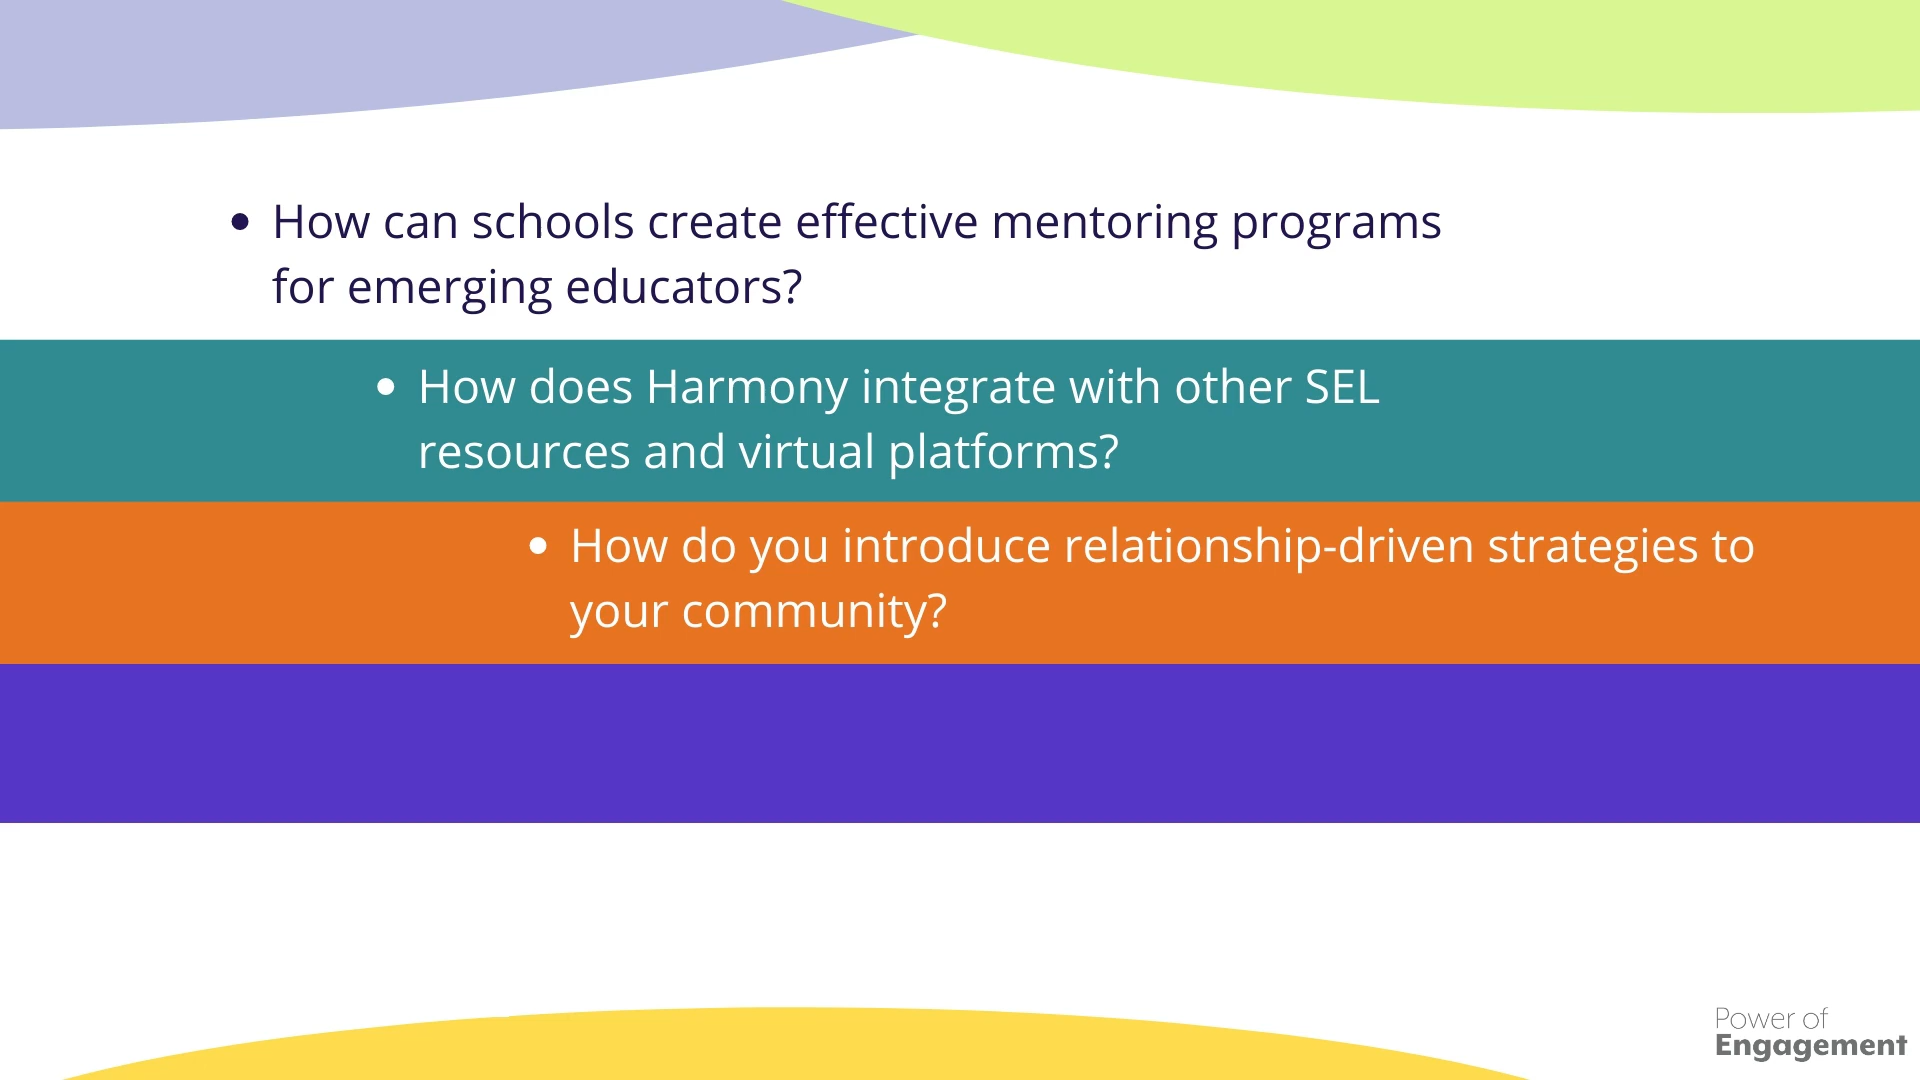 • How can schools create effective mentoring programs
for emerging educators?
• How does Harmony integrate with other SEL
resources and virtual platforms?
• How do you introduce relationship-driven strategies to
your community?
Power of
Engagement